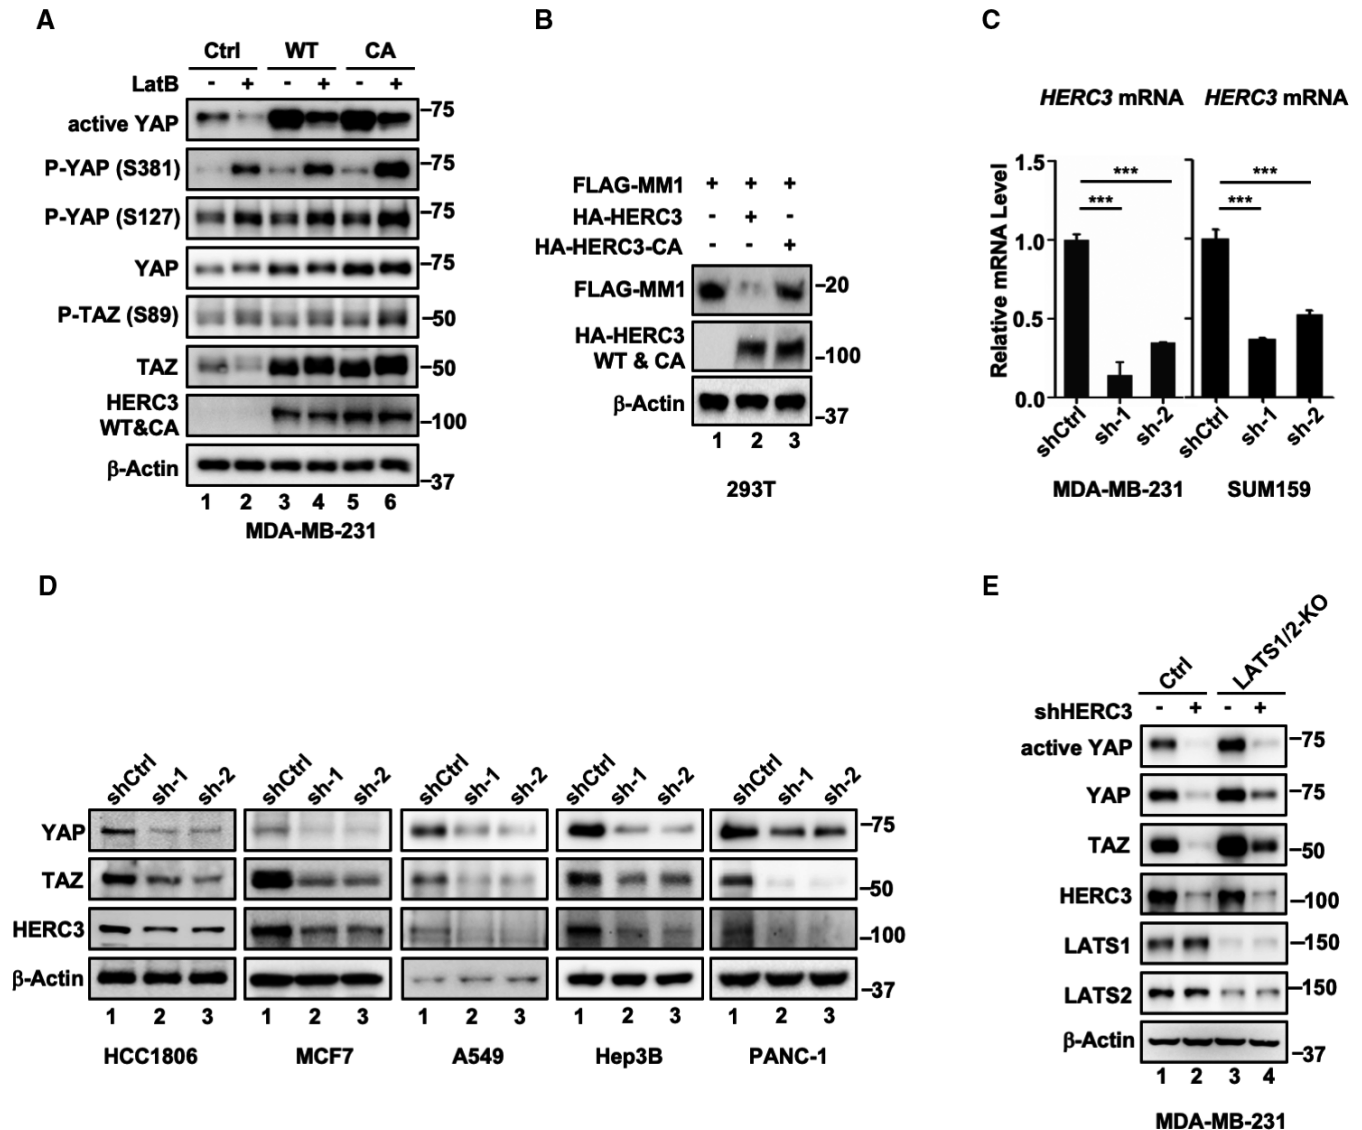 A
Ctrl WT CA
LatB - + - + - +
active YAP –75
P-YAP (S381) –75
P-YAP (S127) –75
YAP –75
P-TAZ (S89) –50
TAZ –50
HERC3
WT&CA –100
β-Actin –37
1 2 3 4 5 6
MDA-MB-231
B
FLAG-MM1 + + +
HA-HERC3 - + -
HA-HERC3-CA - - +
FLAG-MM1 –20
HA-HERC3
WT & CA –100
β-Actin –37
1 2 3
293T
C
HERC3 mRNA HERC3 mRNA
Relative mRNA Level
1.5
1.0
0.5
0.0
*** *** *** ***
shCtrl sh-1 sh-2 shCtrl sh-1 sh-2
MDA-MB-231 SUM159
D
shCtrl sh-1 sh-2 shCtrl sh-1 sh-2 shCtrl sh-1 sh-2 shCtrl sh-1 sh-2 shCtrl sh-1 sh-2
YAP –75
TAZ –50
HERC3 –100
β-Actin –37
1 2 3 1 2 3 1 2 3 1 2 3 1 2 3
HCC1806 MCF7 A549 Hep3B PANC-1
E
Ctrl LATS1/2-KO
shHERC3 - + - +
active YAP –75
YAP –75
TAZ –50
HERC3 –100
LATS1 –150
LATS2 –150
β-Actin –37
1 2 3 4
MDA-MB-231